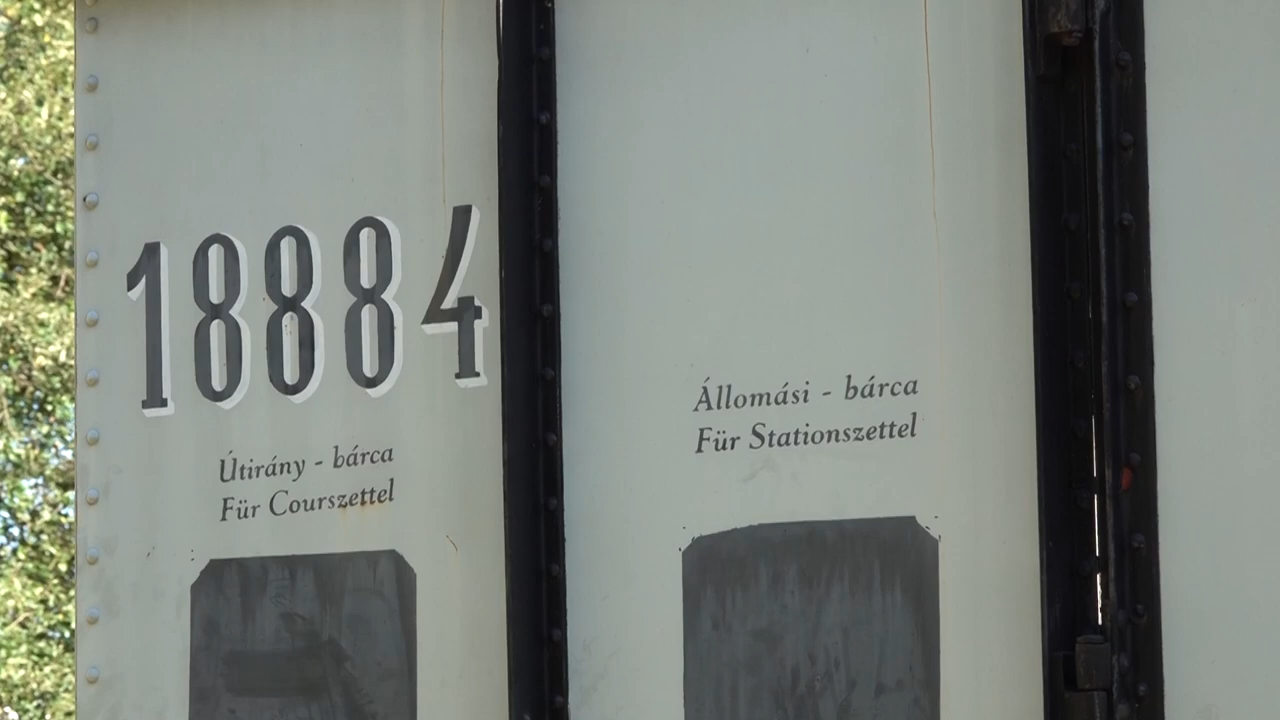 18884
Útirány - bárca
Für Courszettel
Állomási - bárca
Für Stationszettel